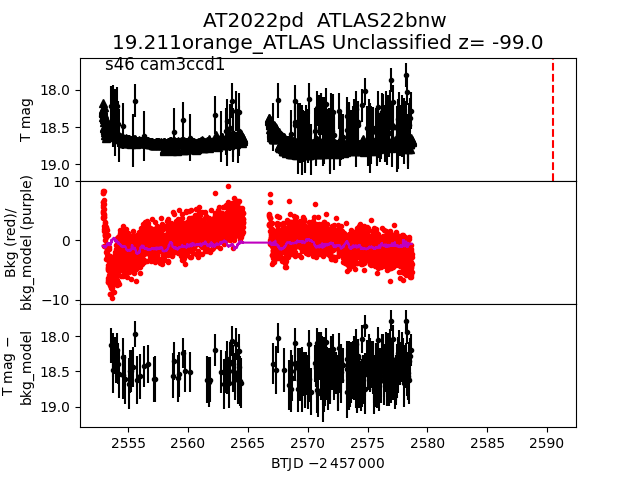 AT2022pd  ATLAS22bnw
19.211orange_ATLAS Unclassified z= -99.0
s46 cam3ccd1
T mag
18.0
18.5
19.0
Bkg (red)/
bkg_model (purple)
10
0
−10
T mag −
bkg_model
18.0
18.5
19.0
2555 2560 2565 2570 2575 2580 2585 2590
BTJD −2 457 000